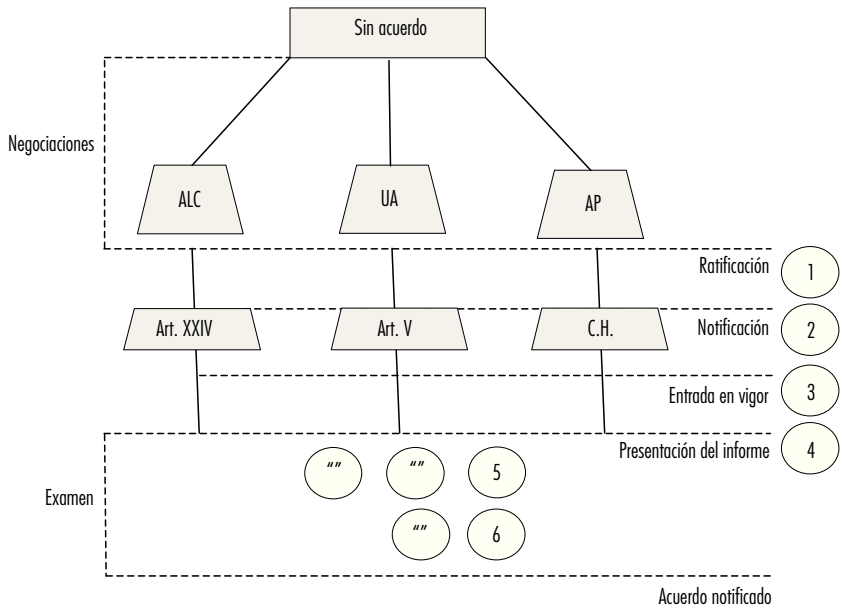 Sin acuerdo
Negociaciones
ALC
UA
AP
Ratificación
1
Art. XXIV
Art. V
C.H.
Notificación
2
Entrada en vigor
3
Presentación del informe
4
Examen
“”
“”
5
“”
6
Acuerdo notificado